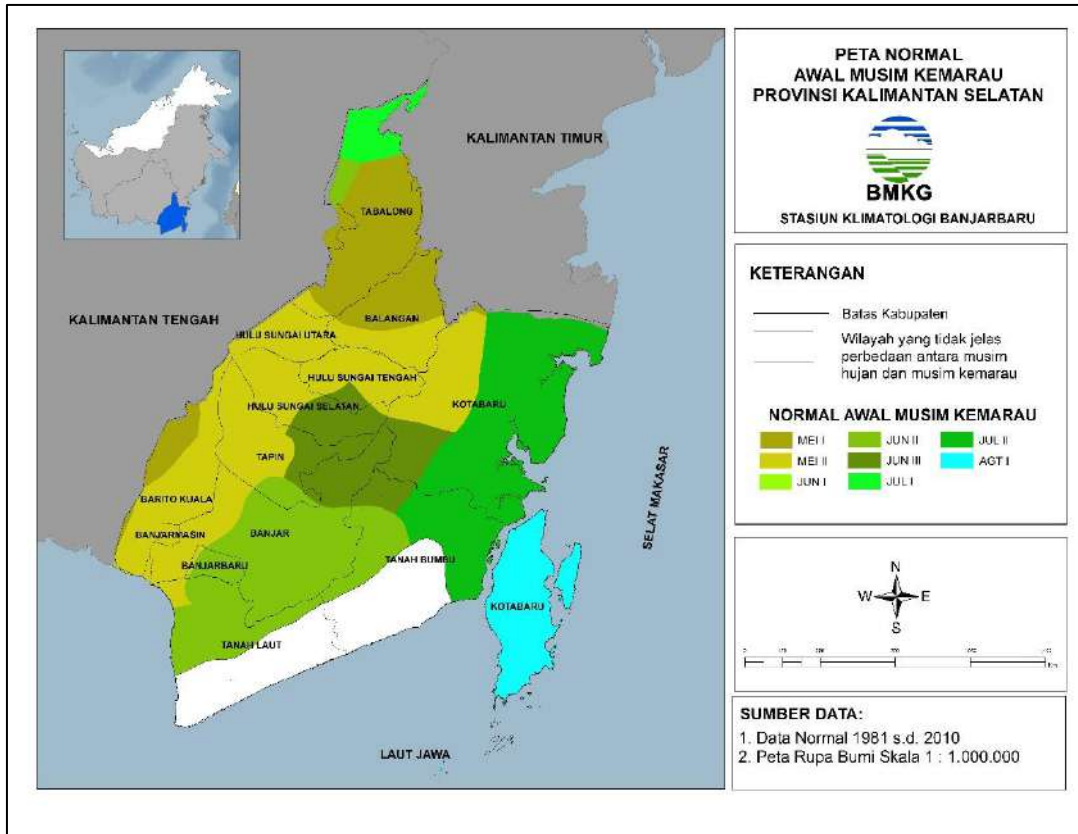 PETA NORMAL
AWAL MUSIM KEMARAU
PROVINSI KALIMANTAN SELATAN
BMKG
STASIUN KLIMATOLOGI BANJARBARU
KALIMANTAN TIMUR
TABALONG
KALIMANTAN TENGAH
BALANGAN
HULU SUNGAI UTARA
HULU SUNGAI TENGAH
HULU SUNGAI SELATAN
KOTABARU
TAPIN
BARITO KUALA
BANJARMASIN
BANJAR
BANJARBARU
TANAH BUMBU
KOTABARU
TANAH LAUT
SELAT MAKASAR
LAUT JAWA
KETERANGAN
Batas Kabupaten
Wilayah yang tidak jelas
perbedaan antara musim
hujan dan musim kemarau
NORMAL AWAL MUSIM KEMARAU
MEI I
JUN II
JUL II
MEI II
JUN III
AGT I
JUN I
JUL I
N
W
E
S
Km
SUMBER DATA:
1. Data Normal 1981 s.d. 2010
2. Peta Rupa Bumi Skala 1 : 1.000.000